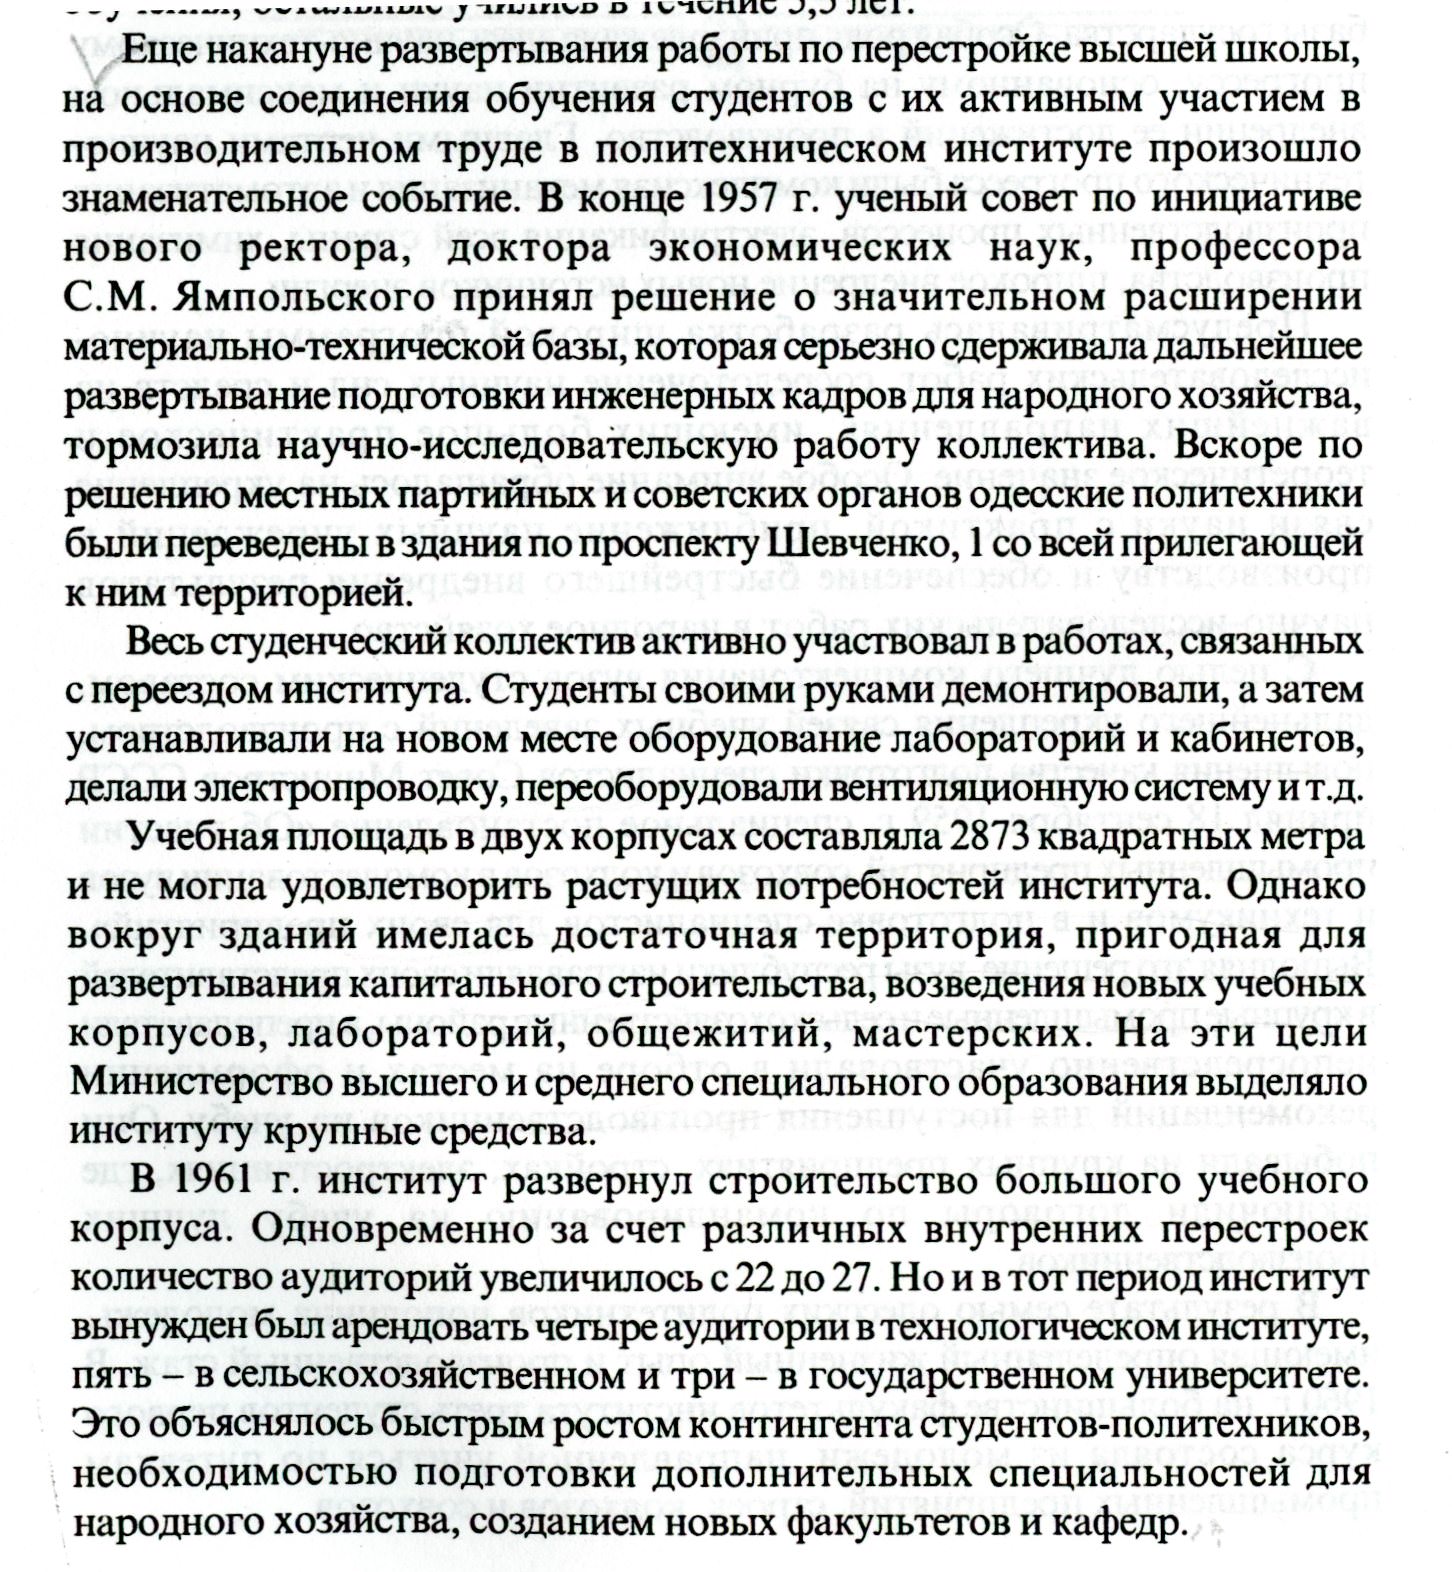 обучения, остальные учились в течение 5,5 лет.
Еще накануне развертывания работы по перестройке высшей школы,
на основе соединения обучения студентов с их активным участием в
производительном труде в политехническом институте произошло
знаменательное событие. В конце 1957 г. ученый совет по инициативе
нового ректора, доктора экономических наук, профессора
С.М. Ямпольского принял решение о значительном расширении
материально-технической базы, которая серьезно сдерживала дальнейшее
развертывание подготовки инженерных кадров для народного хозяйства,
тормозила научно-исследовательскую работу коллектива. Вскоре по
решению местных партийных и советских органов одесские политехники
были переведены в здания по проспекту Шевченко, 1 со всей прилегающей
к ним территорией.
Весь студенческий коллектив активно участвовал в работах, связанных
с переездом института. Студенты своими руками демонтировали, а затем
устанавливали на новом месте оборудование лабораторий и кабинетов,
делали электропроводку, переоборудовали вентиляционную систему и т.д.
Учебная площадь в двух корпусах составляла 2873 квадратных метра
и не могла удовлетворить растущих потребностей института. Однако
вокруг зданий имелась достаточная территория, пригодная для
развертывания капитального строительства, возведения новых учебных
корпусов, лабораторий, общежитий, мастерских. На эти цели
Министерство высшего и среднего специального образования выделяло
институту крупные средства.
В 1961 г. институт развернул строительство большого учебного
корпуса. Одновременно за счет различных внутренних перестроек
количество аудиторий увеличилось с 22 до 27. Но и в тот период институт
вынужден был арендовать четыре аудитории в технологическом институте,
пять – в сельскохозяйственном и три – в государственном университете.
Это объяснялось быстрым ростом контингента студентов-политехников,
необходимостью подготовки дополнительных специальностей для
народного хозяйства, созданием новых факультетов и кафедр.